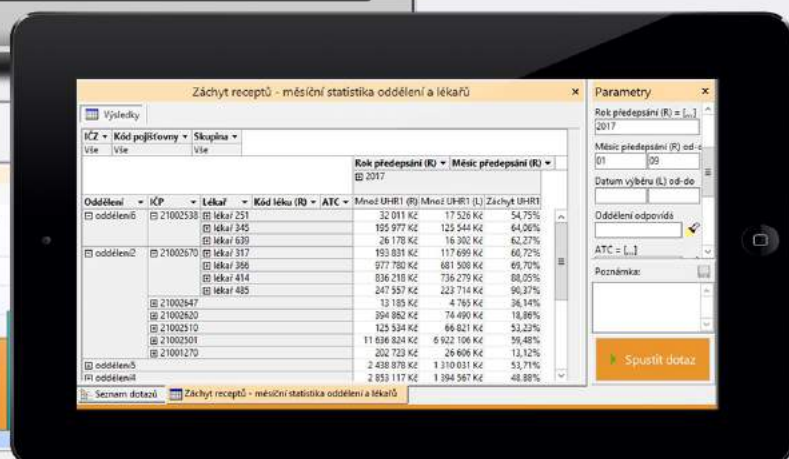 Záchyt receptů - měsíční statistika oddělení a lékařů
Výsledky
IČZ Kód pojišťovny Skupina
Vše Vše Vše
Rok předepsání (R) Měsíc předepsání (R)
2017
Oddělení IČP Lékař Kód léku (R) ATC Množ UHR1 (R) Množ UHR1 (L) Záchyt UHR1
oddělení6 21002538 lékař 251 32 011 Kč 17 526 Kč 54,75%
lékař 345 195 977 Kč 125 544 Kč 64,06%
lékař 639 26 178 Kč 16 302 Kč 62,27%
oddělení2 21002670 lékař 317 193 831 Kč 117 699 Kč 60,72%
lékař 366 977 780 Kč 681 508 Kč 69,70%
lékař 414 836 218 Kč 736 279 Kč 88,05%
lékař 485 247 557 Kč 223 714 Kč 90,37%
21002647 13 185 Kč 4 765 Kč 36,14%
21002620 394 862 Kč 74 490 Kč 18,86%
21002510 125 534 Kč 66 821 Kč 53,23%
21002501 11 636 824 Kč 6 922 106 Kč 59,48%
21001270 202 723 Kč 26 606 Kč 13,12%
oddělení5 2 438 878 Kč 1 310 031 Kč 53,71%
oddělení4 2 853 117 Kč 1 394 567 Kč 48,88%
Seznam dotazů Záchyt receptů - měsíční statistika oddělení a lékařů
Parametry
Rok předepsání (R) = [...]
2017
Měsíc předepsání (R) od-
01 09
Datum výběru (L) od-do
Oddělení odpovídá
ATC = [...]
Poznámka:
Spustit dotaz